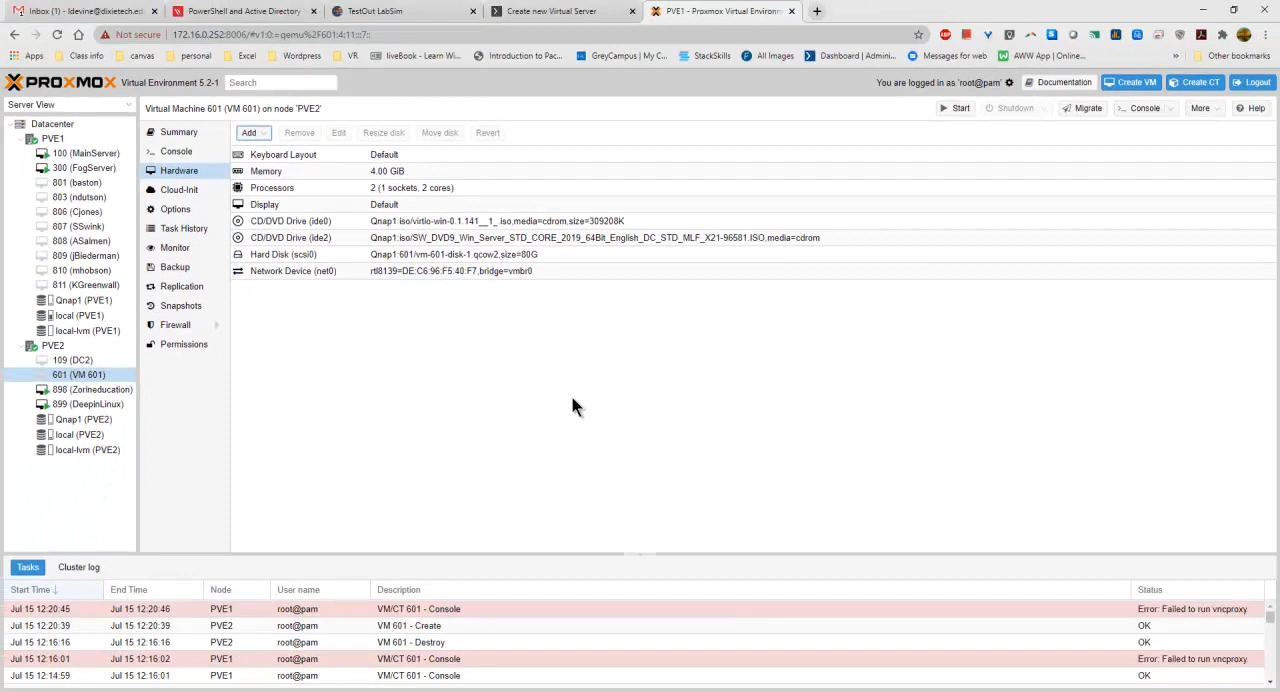 Inbox (1) - ldevine@dixietech.ed
PowerShell and Active Directory
TestOut LabSim
Create new Virtual Server
PVE1 - Proxmox Virtual Environm
Not secure | 172.16.0.252:8006/#v1:0:=qemu%2F601:4:11:::7::
Apps
Class info
canvas
personal
Excel
Wordpress
VR
liveBook - Learn Wi...
Introduction to Pac...
GreyCampus | My C...
StackSkills
All Images
Dashboard | Admini...
Messages for web
AWW App | Online...
»
Other bookmarks
PROXMOX Virtual Environment 5.2-1
Search
You are logged in as 'root@pam'
Documentation
Create VM
Create CT
Logout
Server View
Virtual Machine 601 (VM 601) on node 'PVE2'
Start
Shutdown
Migrate
Console
More
Help
Datacenter
PVE1
100 (MainServer)
300 (FogServer)
801 (baston)
803 (ndutson)
806 (Cjones)
807 (SSwink)
808 (ASalmen)
809 (jBiederman)
810 (mhobson)
811 (KGreenwall)
Qnap1 (PVE1)
local (PVE1)
local-lvm (PVE1)
PVE2
109 (DC2)
601 (VM 601)
898 (Zorineducation)
899 (DeepinLinux)
Qnap1 (PVE2)
local (PVE2)
local-lvm (PVE2)
Summary
Console
Hardware
Cloud-Init
Options
Task History
Monitor
Backup
Replication
Snapshots
Firewall
Permissions
Add
Remove
Edit
Resize disk
Move disk
Revert
Keyboard Layout Default
Memory 4.00 GiB
Processors 2 (1 sockets, 2 cores)
Display Default
CD/DVD Drive (ide0) Qnap1:iso/virtio-win-0.1.141__1_.iso,media=cdrom,size=309208K
CD/DVD Drive (ide2) Qnap1:iso/SW_DVD9_Win_Server_STD_CORE_2019_64Bit_English_DC_STD_MLF_X21-96581.ISO,media=cdrom
Hard Disk (scsi0) Qnap1:601/vm-601-disk-1.qcow2,size=80G
Network Device (net0) rtl8139=DE:C6:96:F5:40:F7,bridge=vmbr0
Tasks
Cluster log
Start Time ↓ End Time Node User name Description Status
Jul 15 12:20:45 Jul 15 12:20:46 PVE1 root@pam VM/CT 601 - Console Error: Failed to run vncproxy.
Jul 15 12:20:39 Jul 15 12:20:39 PVE2 root@pam VM 601 - Create OK
Jul 15 12:16:16 Jul 15 12:16:16 PVE2 root@pam VM 601 - Destroy OK
Jul 15 12:16:01 Jul 15 12:16:02 PVE1 root@pam VM/CT 601 - Console Error: Failed to run vncproxy.
Jul 15 12:14:59 Jul 15 12:16:01 PVE1 root@pam VM/CT 601 - Console OK